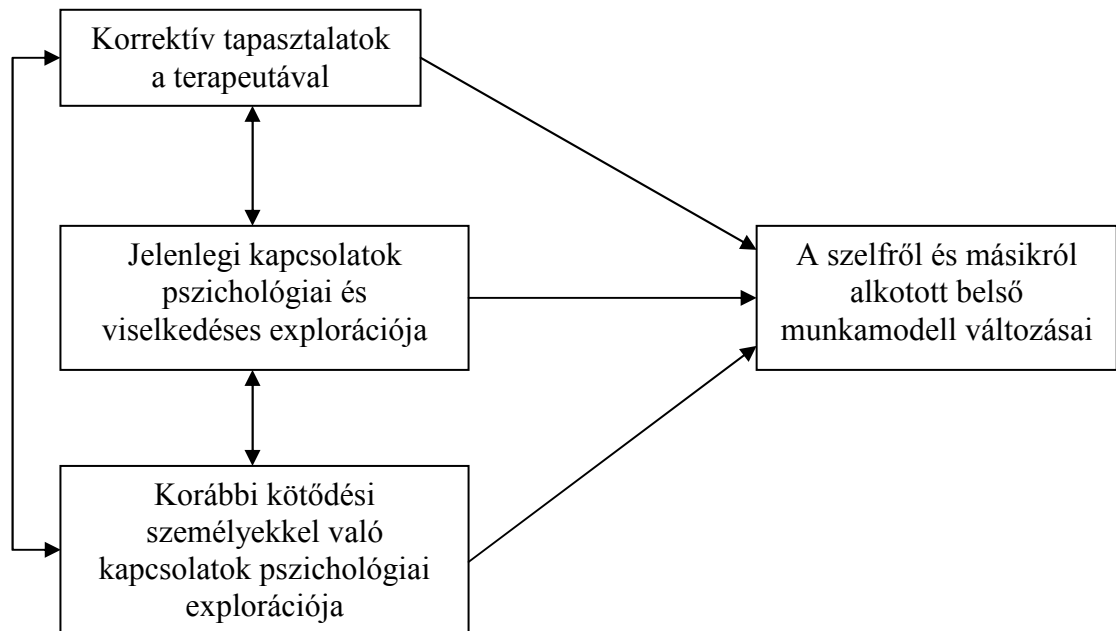 Korrektív tapasztalatok
a terapeutával
Jelenlegi kapcsolatok
pszichológiai és
viselkedéses explorációja
A szelfről és másikról
alkotott belső
munkamodell változásai
Korábbi kötődési
személyekkel való
kapcsolatok pszichológiai
explorációja